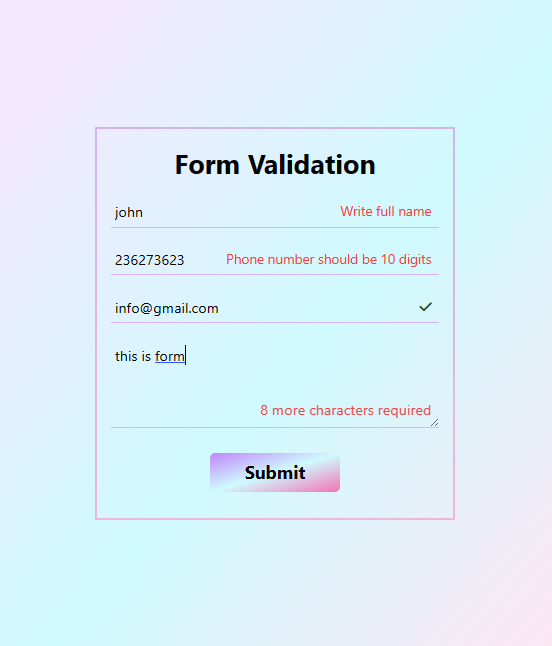 Form Validation
john Write full name
236273623 Phone number should be 10 digits
info@gmail.com
this is form
8 more characters required
Submit